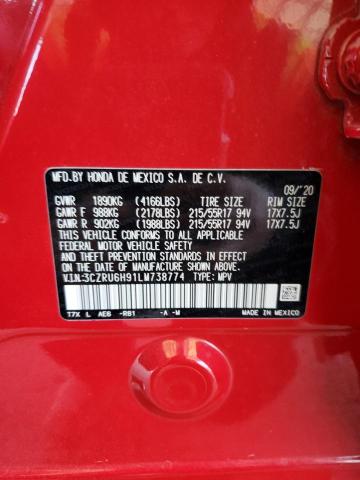 MFD.BY HONDA DE MEXICO S.A. DE C.V.
09/'20
GVWR 1890KG (4166LBS) TIRE SIZE RIM SIZE
GAWR F 988KG (2178LBS) 215/55R17 94V 17X7.5J
GAWR R 902KG (1988LBS) 215/55R17 94V 17X7.5J
THIS VEHICLE CONFORMS TO ALL APPLICABLE
FEDERAL MOTOR VEHICLE SAFETY
AND THEFT PREVENTION STANDARDS
IN EFFECT ON THE DATE OF
MANUFACTURE SHOWN ABOVE.
V.I.N:3CZRU6H91LM738774 TYPE: MPV
T7X L AE6 -RB1 -A -M
MADE IN MEXICO